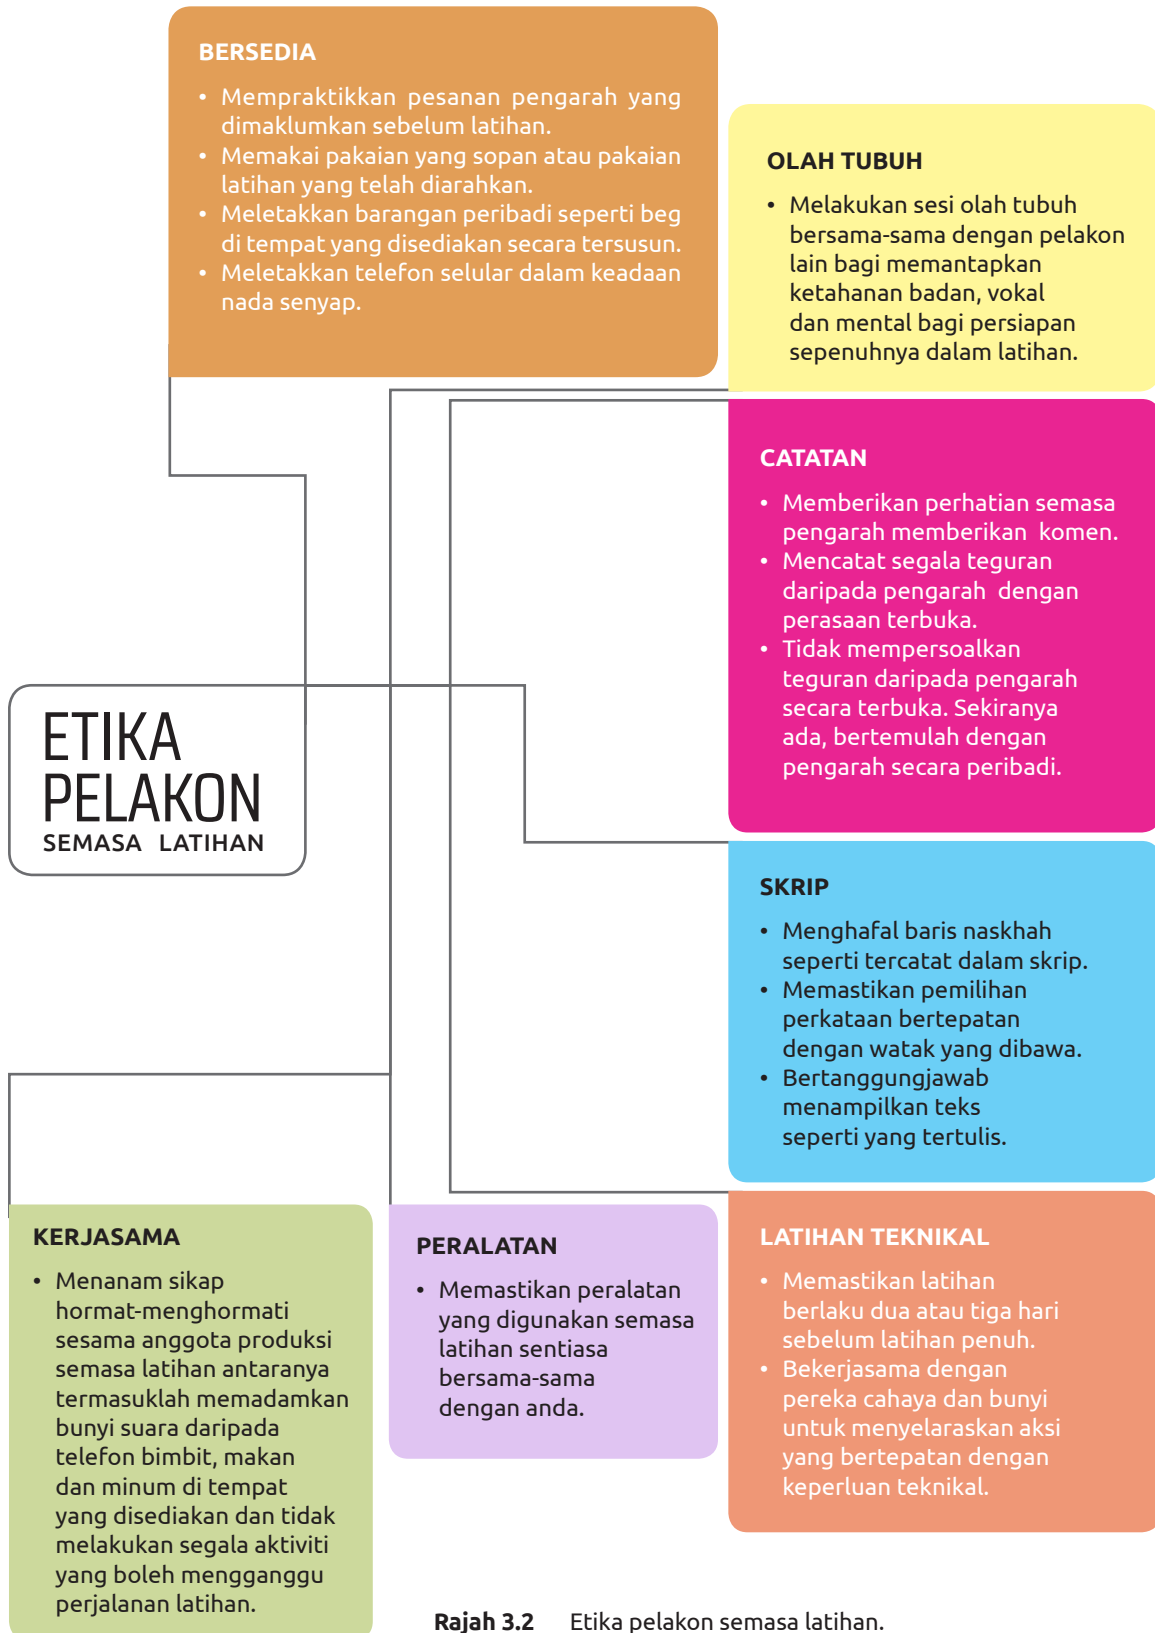 BERSEDIA
• Mempraktikkan pesanan pengarah yang
dimaklumkan sebelum latihan.
• Memakai pakaian yang sopan atau pakaian
latihan yang telah diarahkan.
• Meletakkan barangan peribadi seperti beg
di tempat yang disediakan secara tersusun.
• Meletakkan telefon selular dalam keadaan
nada senyap.
OLAH TUBUH
• Melakukan sesi olah tubuh
bersama-sama dengan pelakon
lain bagi memantapkan
ketahanan badan, vokal
dan mental bagi persiapan
sepenuhnya dalam latihan.
CATATAN
• Memberikan perhatian semasa
pengarah memberikan komen.
• Mencatat segala teguran
daripada pengarah dengan
perasaan terbuka.
• Tidak mempersoalkan
teguran daripada pengarah
secara terbuka. Sekiranya
ada, bertemulah dengan
pengarah secara peribadi.
ETIKA
PELAKON
SEMASA LATIHAN
SKRIP
• Menghafal baris naskhah
seperti tercatat dalam skrip.
• Memastikan pemilihan
perkataan bertepatan
dengan watak yang dibawa.
• Bertanggungjawab
menampilkan teks
seperti yang tertulis.
KERJASAMA
• Menanam sikap
hormat-menghormati
sesama anggota produksi
semasa latihan antaranya
termasuklah memadamkan
bunyi suara daripada
telefon bimbit, makan
dan minum di tempat
yang disediakan dan tidak
melakukan segala aktiviti
yang boleh mengganggu
perjalanan latihan.
PERALATAN
• Memastikan peralatan
yang digunakan semasa
latihan sentiasa
bersama-sama
dengan anda.
LATIHAN TEKNIKAL
• Memastikan latihan
berlaku dua atau tiga hari
sebelum latihan penuh.
• Bekerjasama dengan
pereka cahaya dan bunyi
untuk menyelaraskan aksi
yang bertepatan dengan
keperluan teknikal.
Rajah 3.2 Etika pelakon semasa latihan.